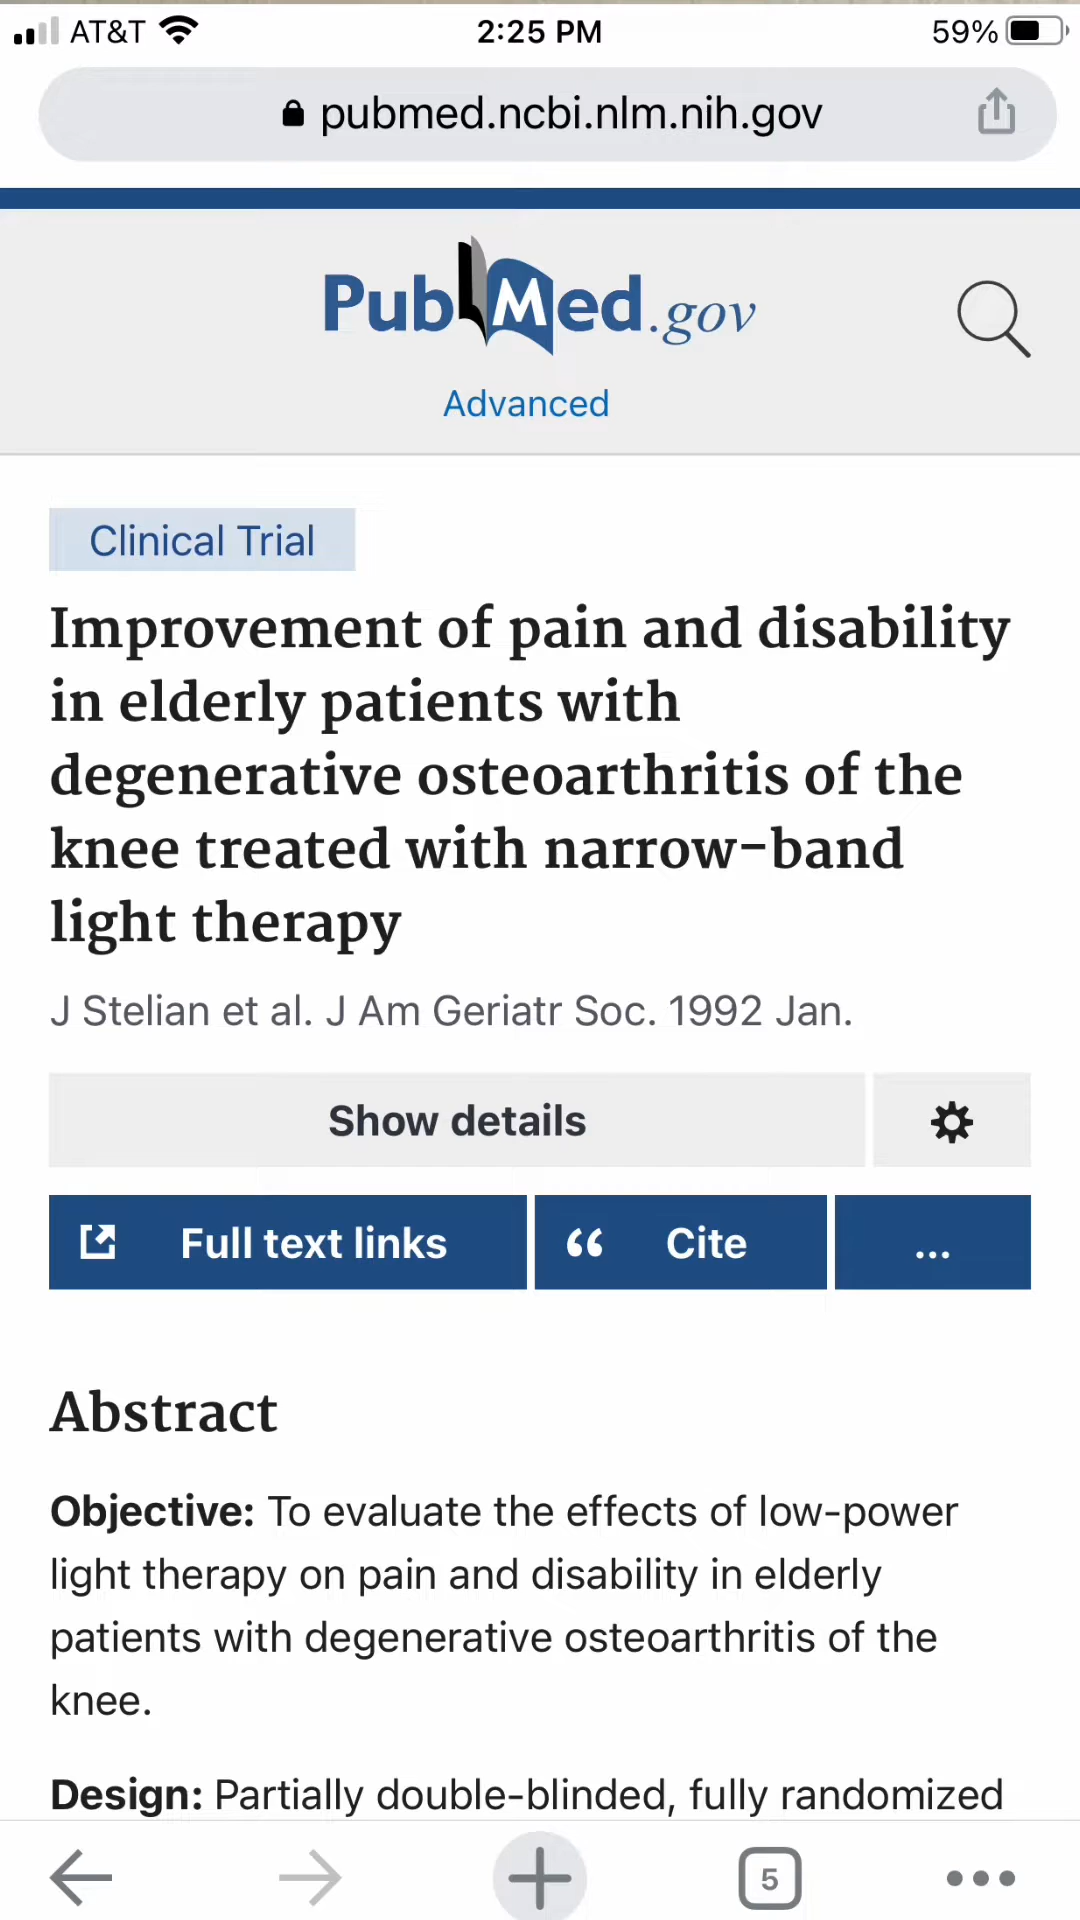 AT&T 2:25 PM 59%
pubmed.ncbi.nlm.nih.gov
PubMed.gov
Advanced
Clinical Trial
Improvement of pain and disability
in elderly patients with
degenerative osteoarthritis of the
knee treated with narrow-band
light therapy
J Stelian et al. J Am Geriatr Soc. 1992 Jan.
Show details
Full text links “ Cite ...
Abstract
Objective: To evaluate the effects of low-power
light therapy on pain and disability in elderly
patients with degenerative osteoarthritis of the
knee.
Design: Partially double-blinded, fully randomized
5